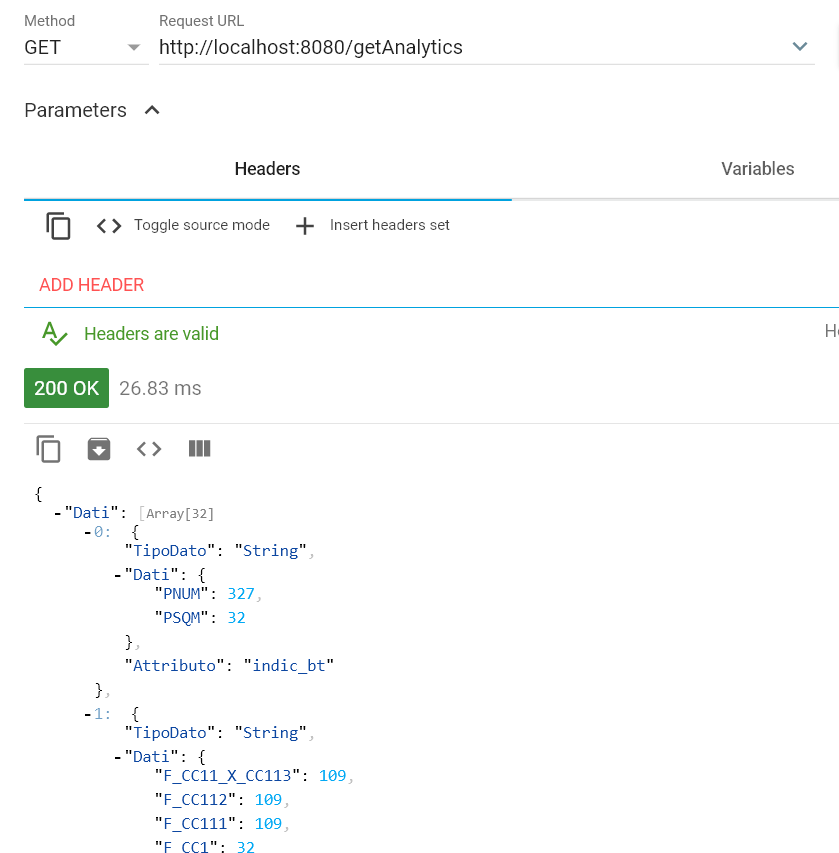 Method
Request URL
GET
http://localhost:8080/getAnalytics
Parameters
Headers
Variables
Toggle source mode
Insert headers set
ADD HEADER
Headers are valid
200 OK 26.83 ms
{
-"Dati": [Array[32]
-0: {
"TipoDato": "String",
-"Dati": {
"PNUM": 327,
"PSQM": 32
},
"Attributo": "indic_bt"
},
-1: {
"TipoDato": "String",
-"Dati": {
"F_CC11_X_CC113": 109,
"F_CC112": 109,
"F_CC111": 109,
"F_CC1": 32